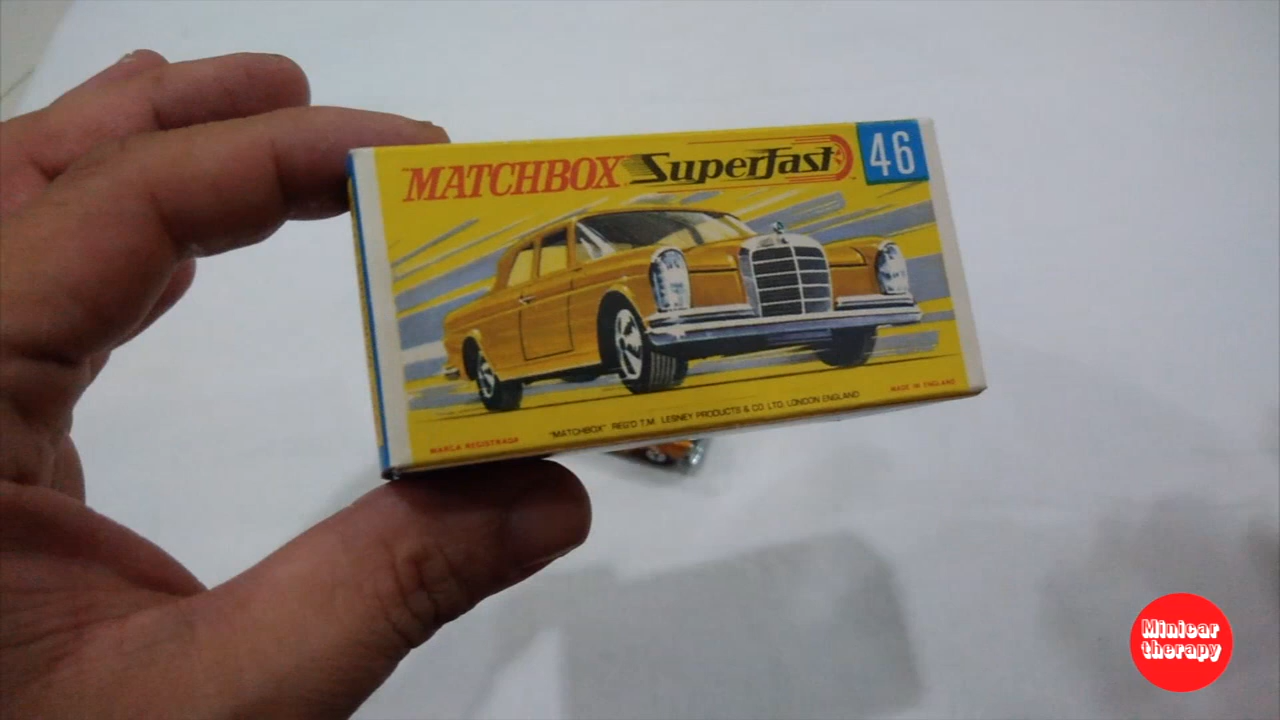 MATCHBOX Superfast
46
MARCA REGISTRADA
"MATCHBOX" REG'D T.M. LESNEY PRODUCTS & CO. LTD. LONDON ENGLAND
MADE IN ENGLAND
Minicar
therapy